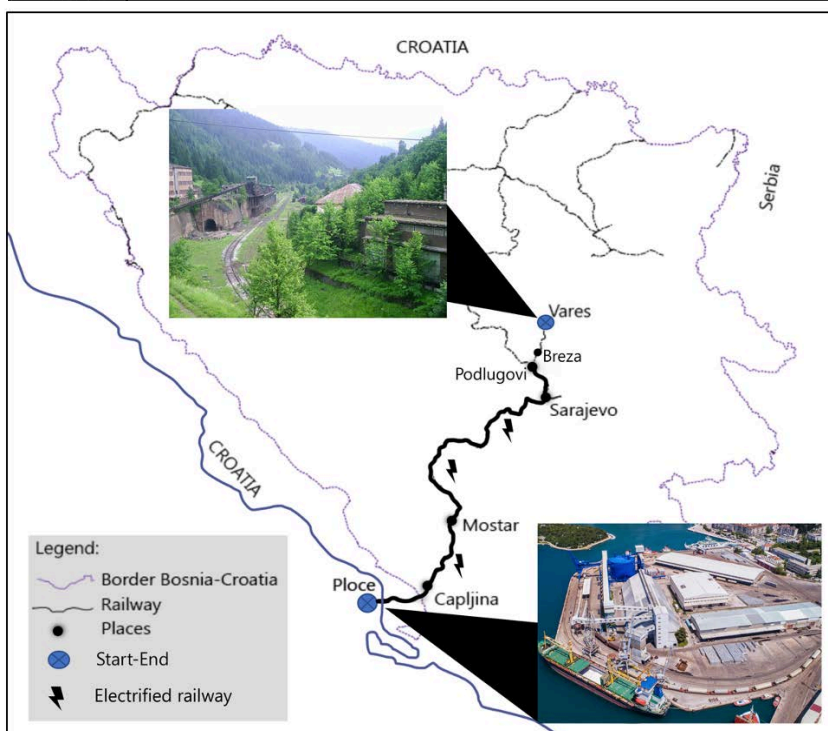 CROATIA
Serbia
Vares
Breza
Podlugovi
Sarajevo
CROATIA
Mostar
Ploce
Capljina
Legend:
Border Bosnia-Croatia
Railway
Places
Start-End
Electrified railway